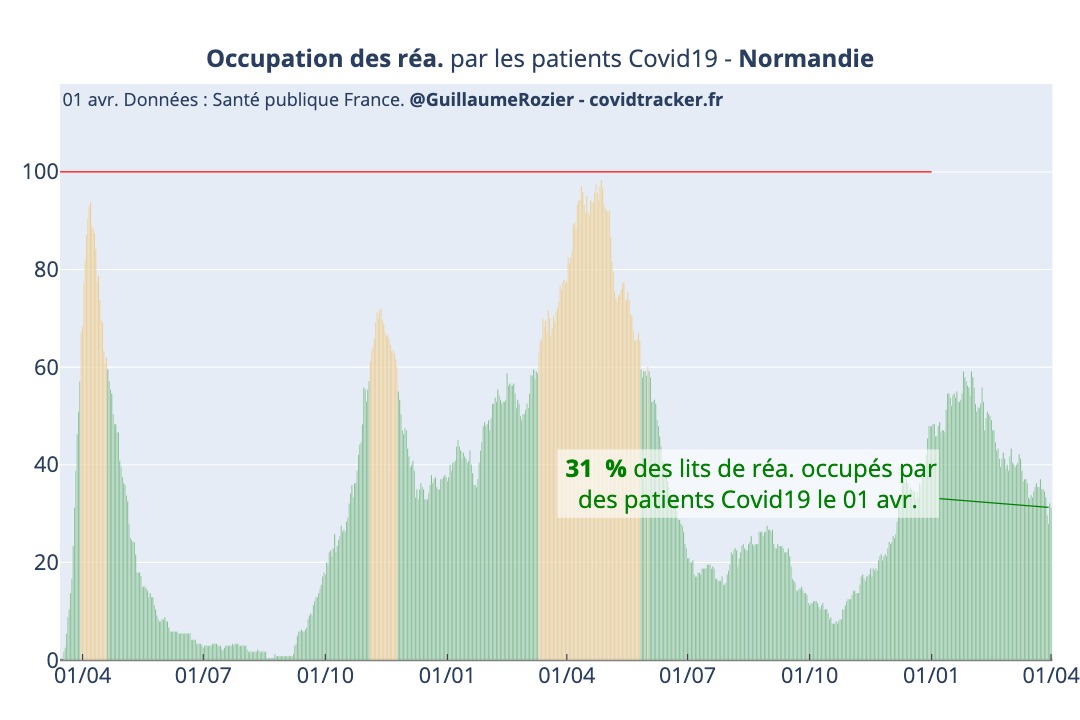 Occupation des réa. par les patients Covid19 - Normandie
01 avr. Données : Santé publique France. @GuillaumeRozier - covidtracker.fr
100
80
60
40
20
0
31 % des lits de réa. occupés par
des patients Covid19 le 01 avr.
01/04 01/07 01/10 01/01 01/04 01/07 01/10 01/01 01/04